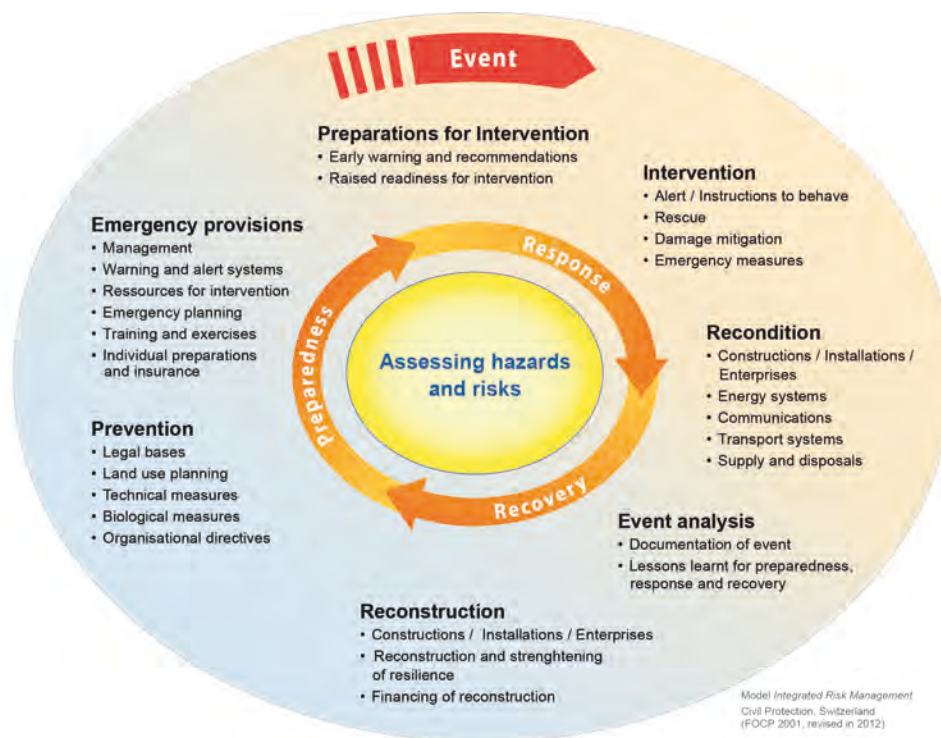 Event
Preparations for Intervention
• Early warning and recommendations
• Raised readiness for intervention
Intervention
• Alert / Instructions to behave
• Rescue
• Damage mitigation
• Emergency measures
Emergency provisions
• Management
• Warning and alert systems
• Ressources for intervention
• Emergency planning
• Training and exercises
• Individual preparations
and insurance
Response
Preparedness
Recovery
Assessing hazards
and risks
Recondition
• Constructions / Installations /
Enterprises
• Energy systems
• Communications
• Transport systems
• Supply and disposals
Prevention
• Legal bases
• Land use planning
• Technical measures
• Biological measures
• Organisational directives
Event analysis
• Documentation of event
• Lessons learnt for preparedness,
response and recovery
Reconstruction
• Constructions / Installations / Enterprises
• Reconstruction and strenghtening
of resilience
• Financing of reconstruction
Model Integrated Risk Management
Civil Protection, Switzerland
(FOCP 2001, revised in 2012)